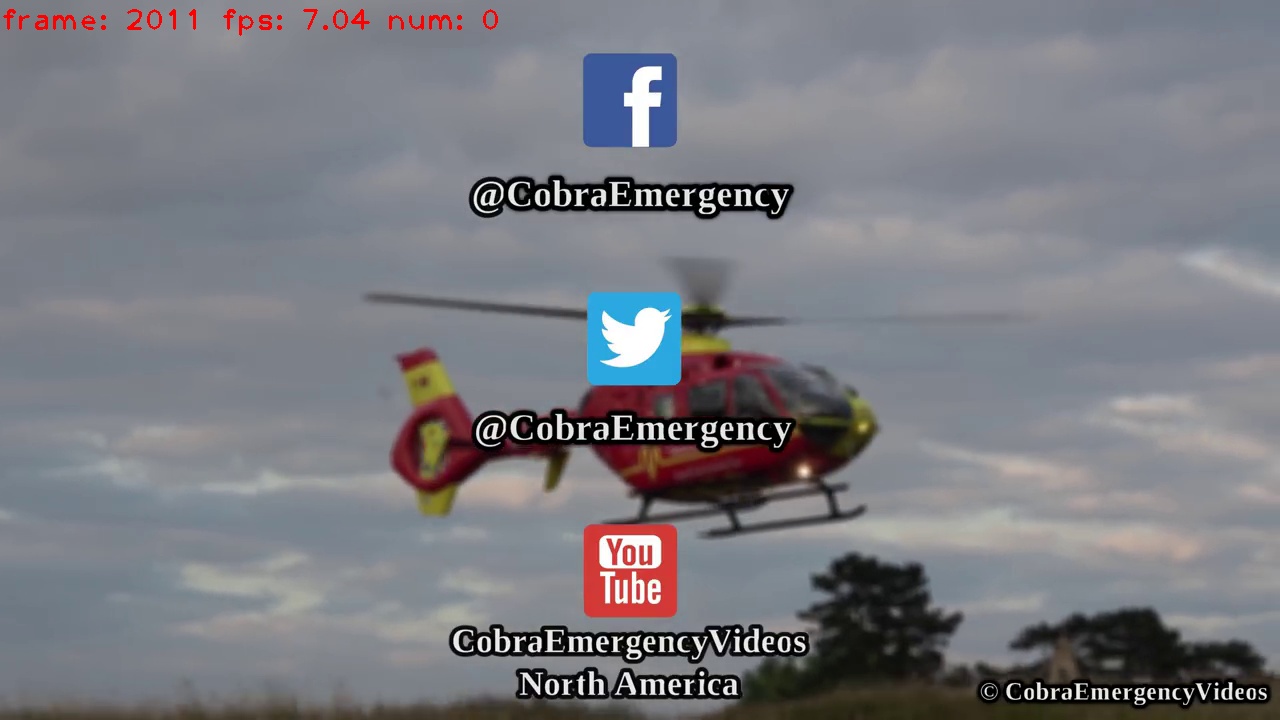 frame: 2011 fps: 7.04 num: 0
f
@CobraEmergency
@CobraEmergency
You
Tube
CobraEmergencyVideos
North America
© CobraEmergencyVideos